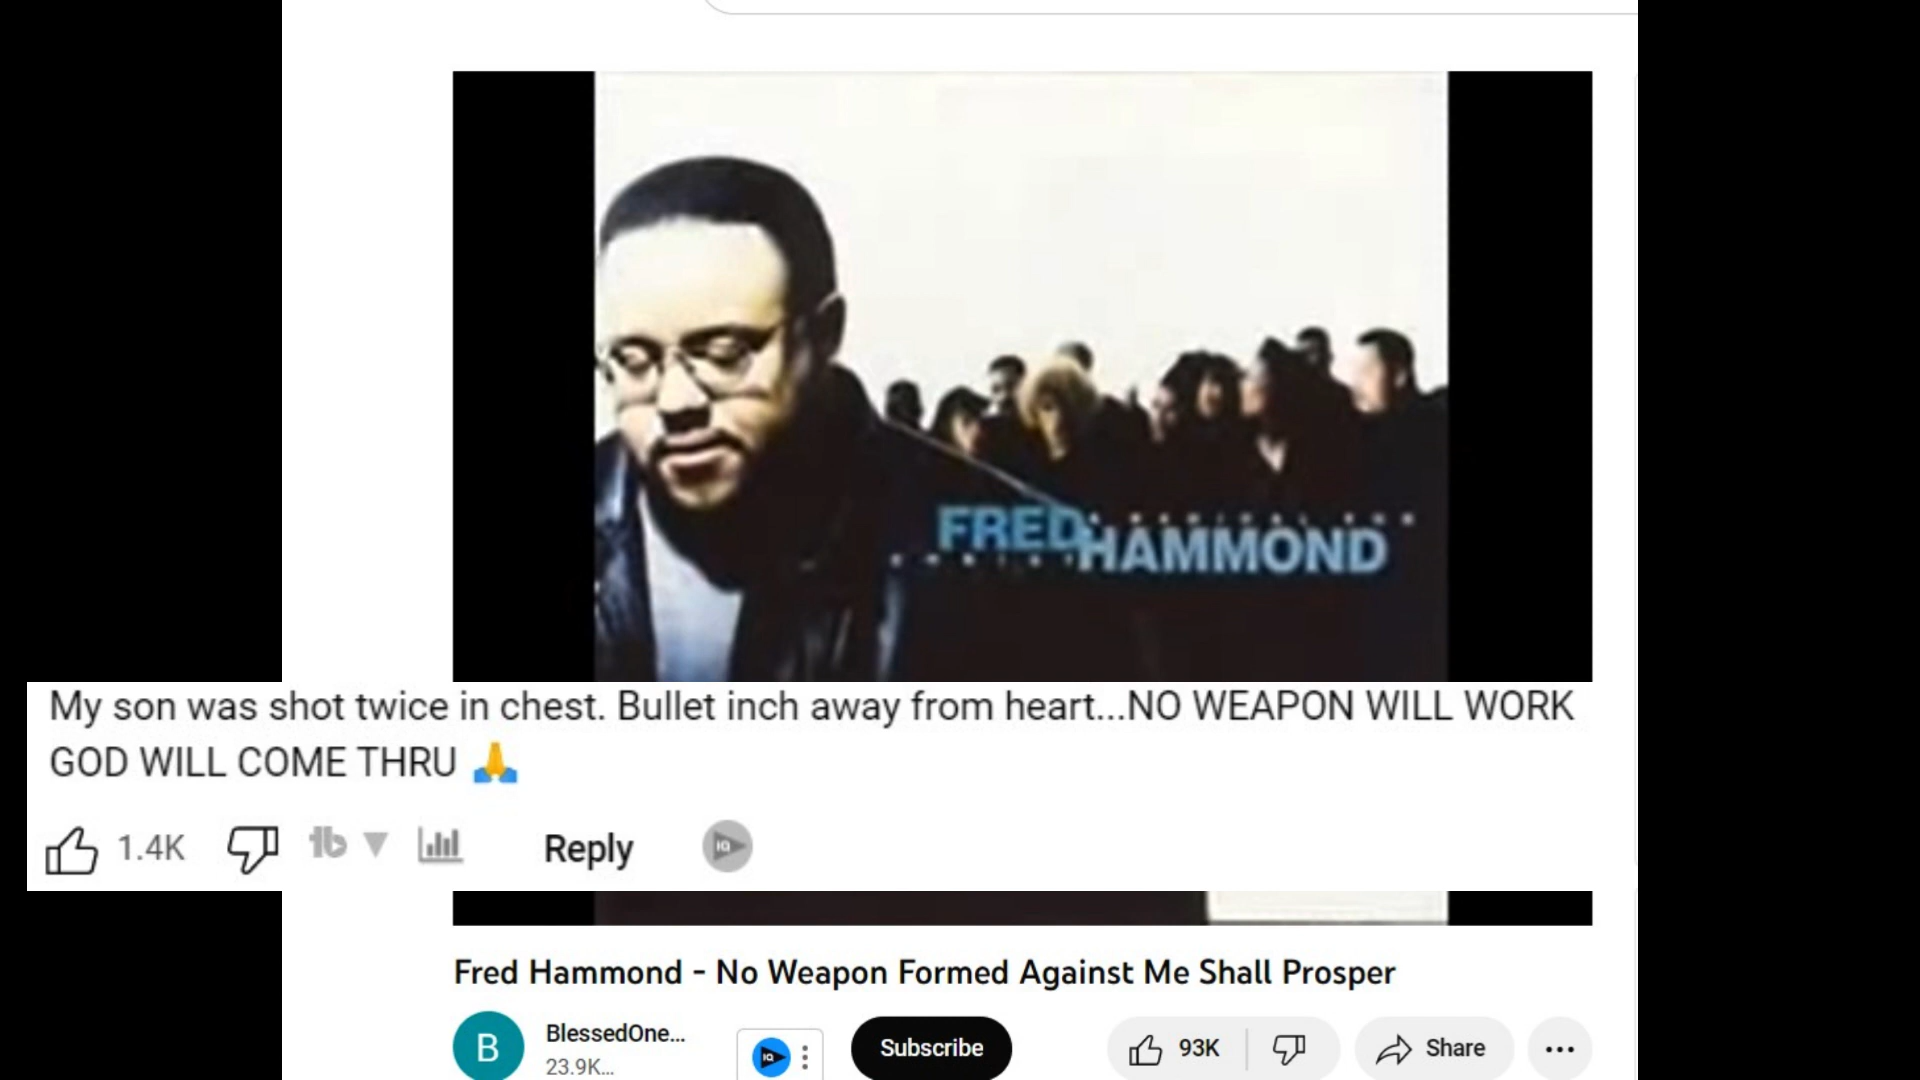 FRED
HAMMOND
My son was shot twice in chest. Bullet inch away from heart...NO WEAPON WILL WORK
GOD WILL COME THRU 🙏
1.4K
Reply
IQ
Fred Hammond - No Weapon Formed Against Me Shall Prosper
B
BlessedOne...
23.9K...
IQ
Subscribe
93K
Share